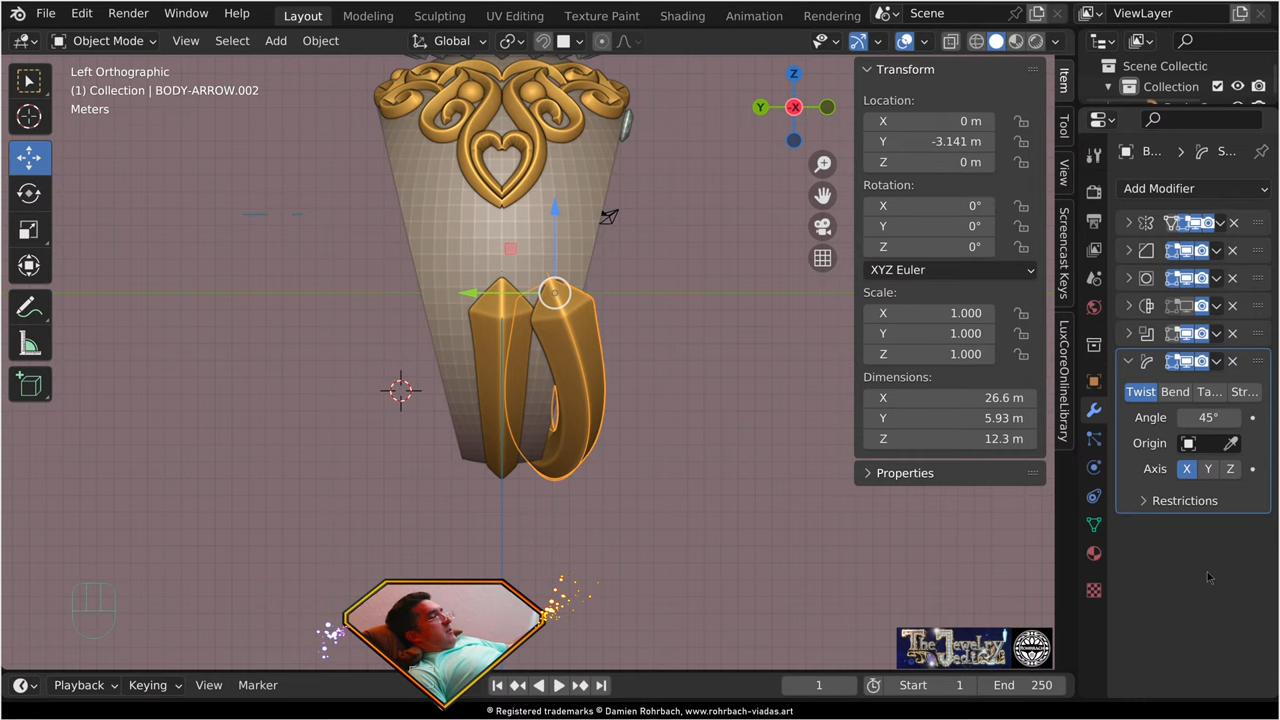 File Edit Render Window Help Layout Modeling Sculpting UV Editing Texture Paint Shading Animation Rendering Scene ViewLayer
Object Mode View Select Add Object Global
Left Orthographic
(1) Collection | BODY-ARROW.002
Meters
Z
Y
-X
Transform
Location:
X 0 m
Y -3.141 m
Z 0 m
Rotation:
X 0°
Y 0°
Z 0°
XYZ Euler
Scale:
X 1.000
Y 1.000
Z 1.000
Dimensions:
X 26.6 m
Y 5.93 m
Z 12.3 m
Properties
Item
Tool
View
Screencast Keys
LuxCoreOnlineLibrary
Scene Collectic
Collection
B... S...
Add Modifier
Twist Bend Ta... Str...
Angle 45°
Origin
Axis X Y Z
Restrictions
The Jewelry
Playback Keying View Marker 1 Start 1 End 250
® Registered trademarks © Damien Rohrbach, www.rohrbach-viadas.art